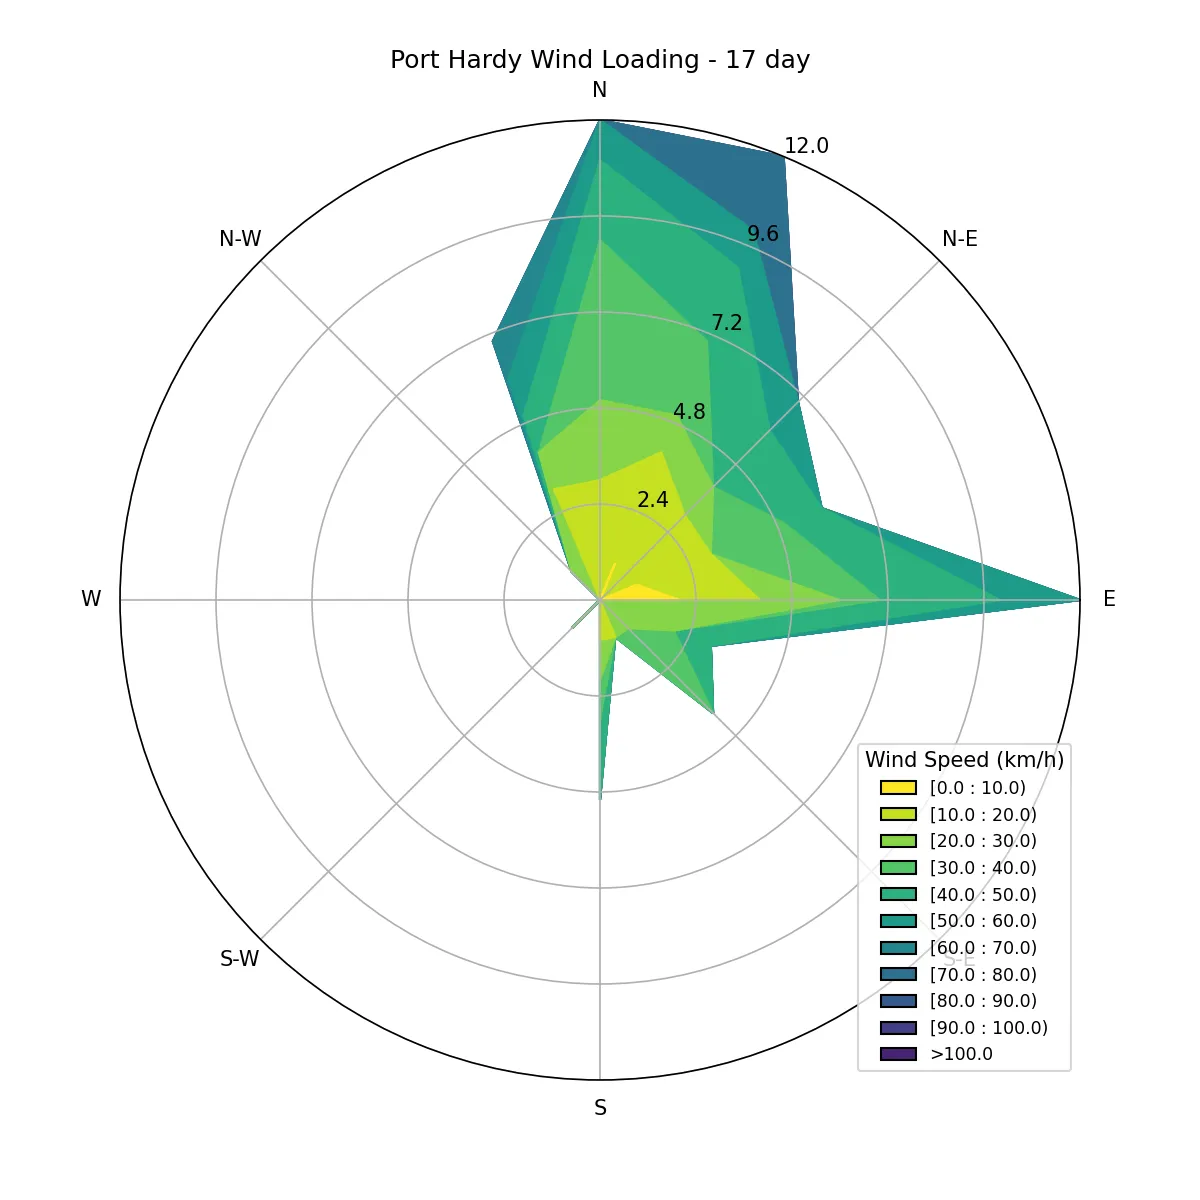 Port Hardy Wind Loading - 17 day
N
12.0
N-W
9.6
N-E
7.2
4.8
2.4
W
E
Wind Speed (km/h)
[0.0 : 10.0)
[10.0 : 20.0)
[20.0 : 30.0)
[30.0 : 40.0)
[40.0 : 50.0)
[50.0 : 60.0)
[60.0 : 70.0)
S-W
S-E
[70.0 : 80.0)
[80.0 : 90.0)
[90.0 : 100.0)
>100.0
S